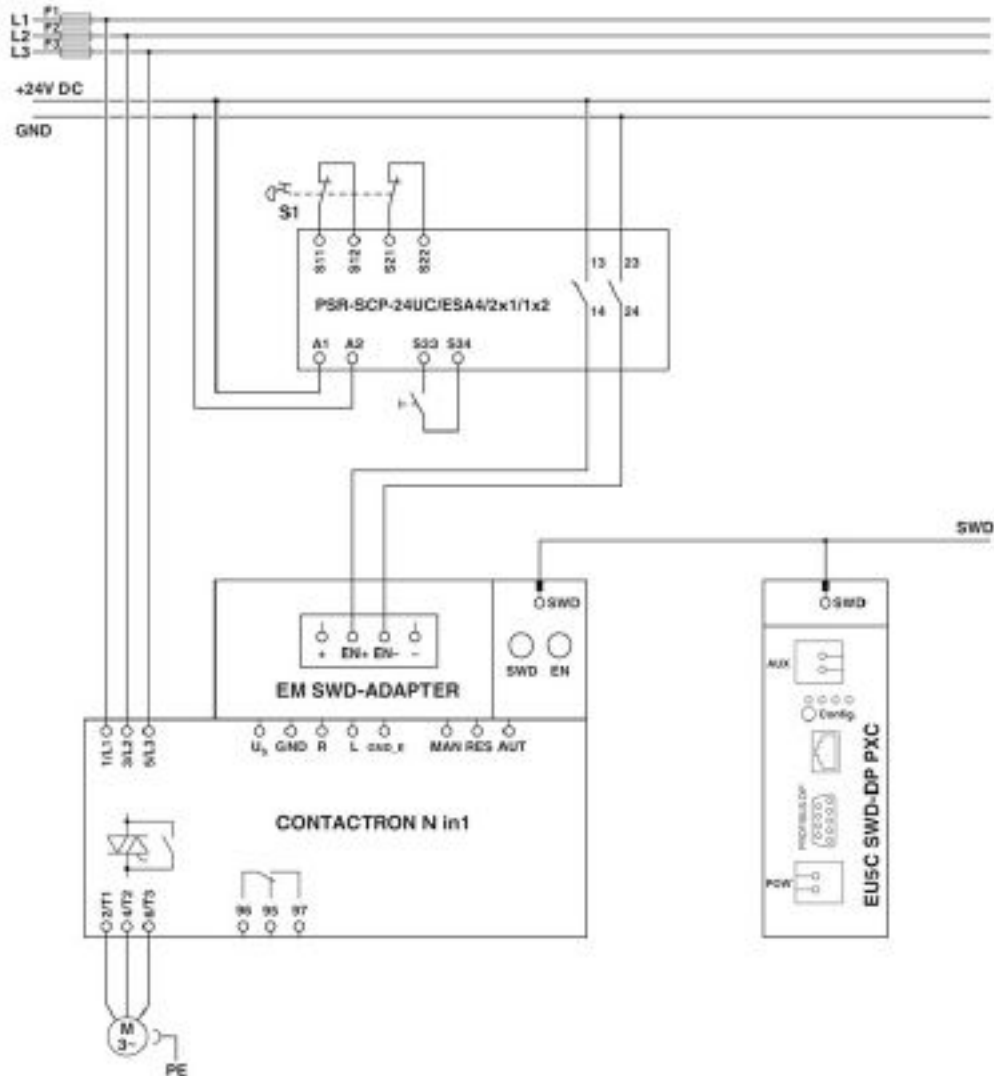 F1
L1
F2
L2
F3
L3
+24V DC
GND
S1
S11 S12 S21 S22
13 23
PSR-SCP-24UC/ESA4/2x1/1x2
14 24
A1 A2 S33 S34
SWD
SWD
SWD
+ EN+ EN- -
SWD EN
EM SWD-ADAPTER
AUX
Config.
PROFIBUS DP
POW
EU5C SWD-DP PXC
1/L1 3/L2 5/L3
US GND R L GND_E MAN RES AUT
CONTACTRON N in1
96 95 97
2/T1 4/T2 6/T3
M
3~
PE